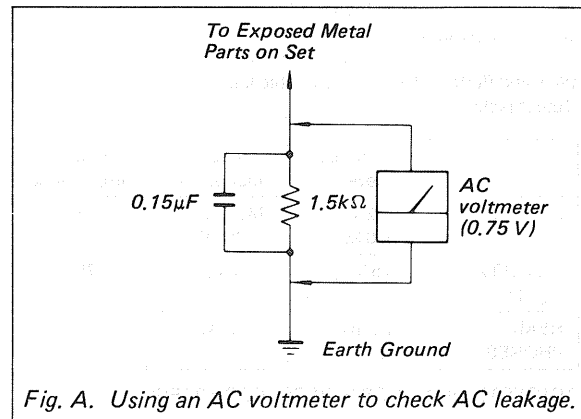 To Exposed Metal
Parts on Set
0.15μF
1.5kΩ
AC
voltmeter
(0.75 V)
Earth Ground
Fig. A. Using an AC voltmeter to check AC leakage.